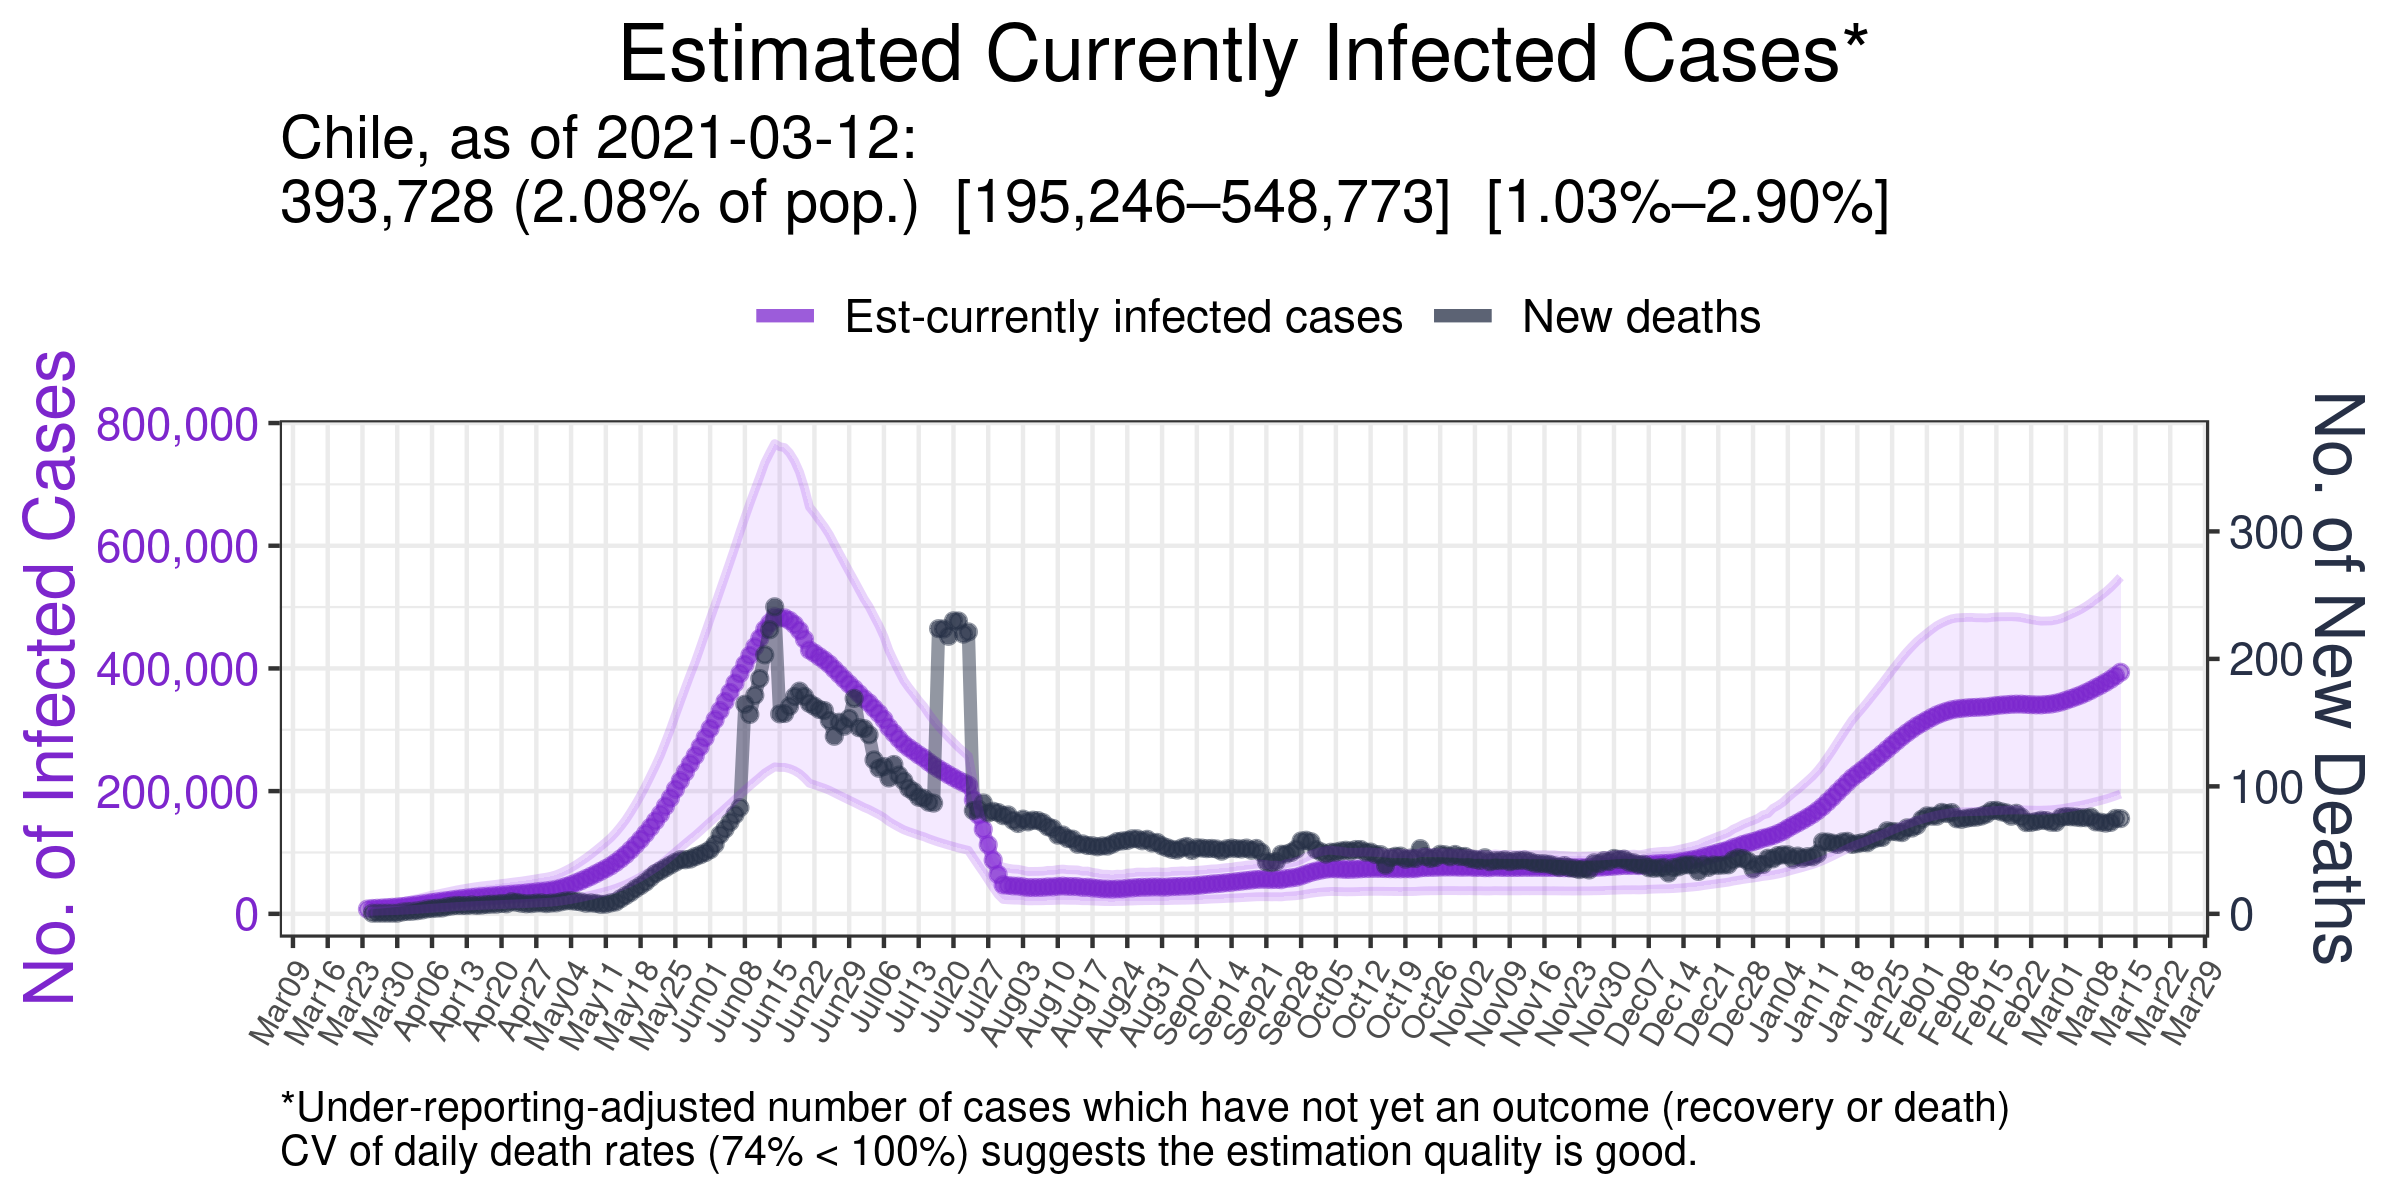 Estimated Currently Infected Cases*
Chile, as of 2021-03-12:
393,728 (2.08% of pop.)  [195,246–548,773]  [1.03%–2.90%]
Est-currently infected cases
New deaths
No. of Infected Cases
800,000
600,000
400,000
200,000
0
300
200
100
0
No. of New Deaths
Mar09
Mar16
Mar23
Mar30
Apr06
Apr13
Apr20
Apr27
May04
May11
May18
May25
Jun01
Jun08
Jun15
Jun22
Jun29
Jul06
Jul13
Jul20
Jul27
Aug03
Aug10
Aug17
Aug24
Aug31
Sep07
Sep14
Sep21
Sep28
Oct05
Oct12
Oct19
Oct26
Nov02
Nov09
Nov16
Nov23
Nov30
Dec07
Dec14
Dec21
Dec28
Jan04
Jan11
Jan18
Jan25
Feb01
Feb08
Feb15
Feb22
Mar01
Mar08
Mar15
Mar22
Mar29
*Under-reporting-adjusted number of cases which have not yet an outcome (recovery or death)
CV of daily death rates (74% < 100%) suggests the estimation quality is good.